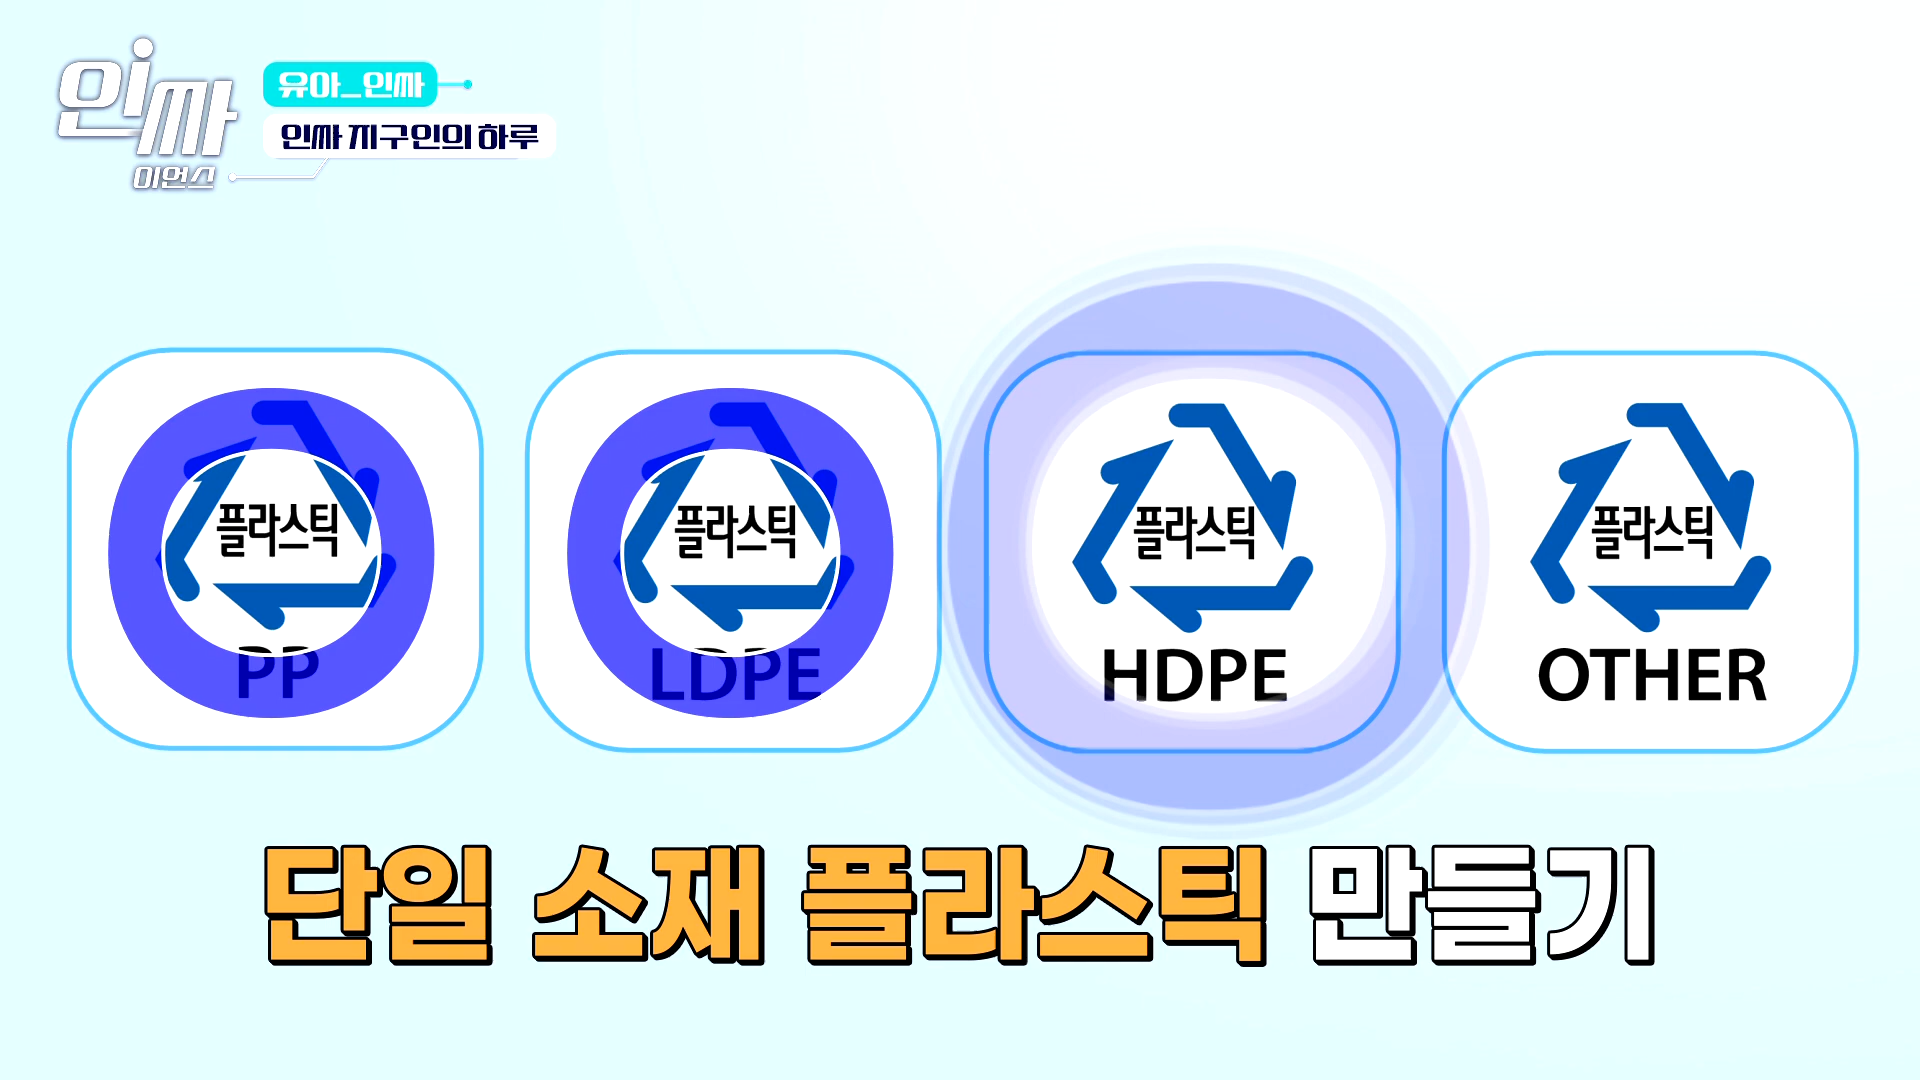 인싸
이언스
유아_인싸
인싸 지구인의 하루
플라스틱
PP
플라스틱
LDPE
플라스틱
HDPE
플라스틱
OTHER
단일 소재 플라스틱 만들기